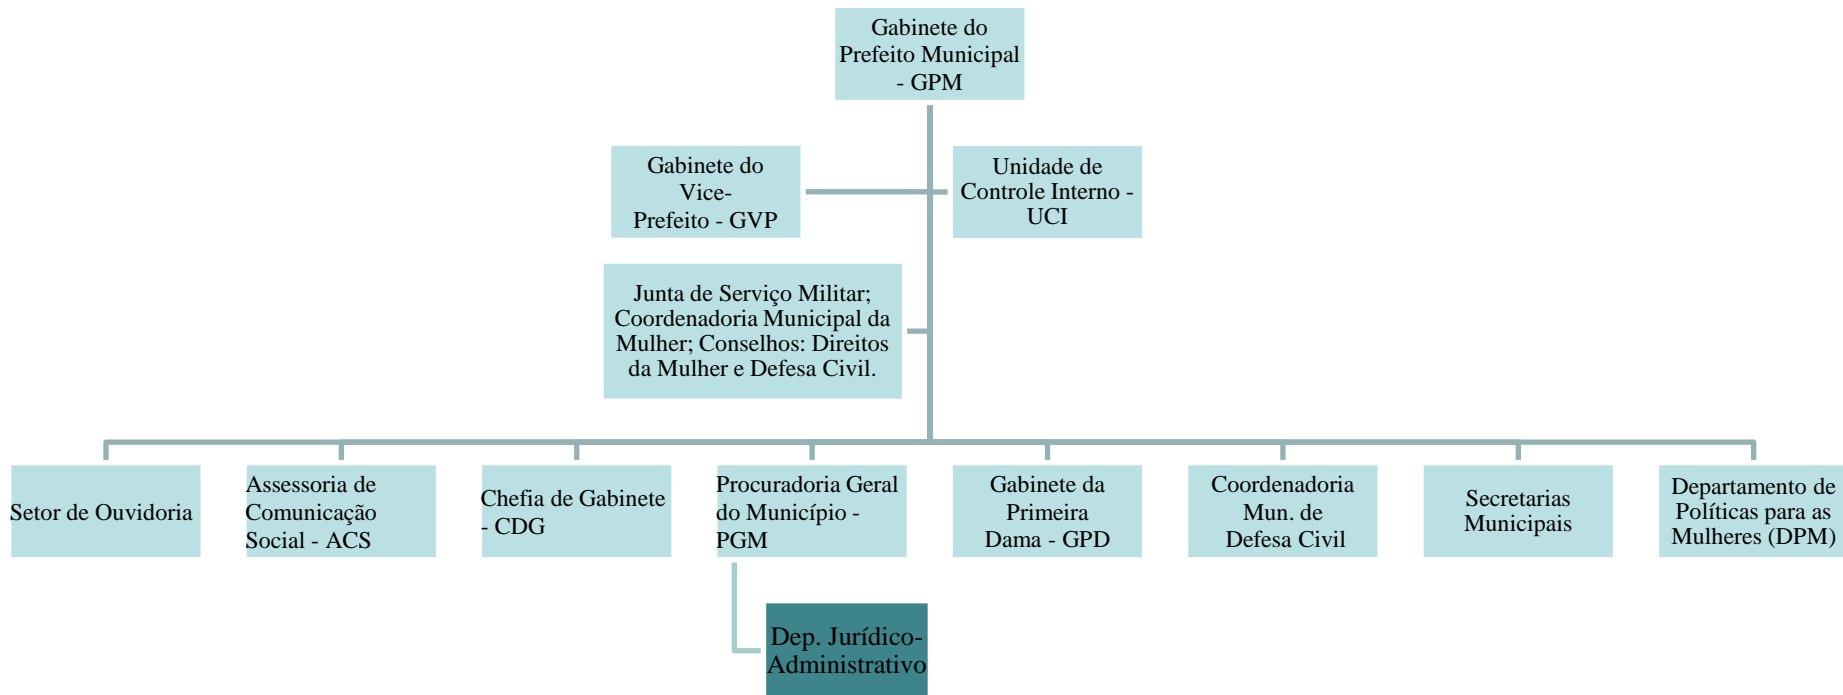 Gabinete do
Prefeito Municipal
- GPM
Gabinete do
Vice-
Prefeito - GVP
Unidade de
Controle Interno -
UCI
Junta de Serviço Militar;
Coordenadoria Municipal da
Mulher; Conselhos: Direitos
da Mulher e Defesa Civil.
Setor de Ouvidoria
Assessoria de
Comunicação
Social - ACS
Chefia de Gabinete
- CDG
Procuradoria Geral
do Município -
PGM
Gabinete da
Primeira
Dama - GPD
Coordenadoria
Mun. de
Defesa Civil
Secretarias
Municipais
Departamento de
Políticas para as
Mulheres (DPM)
Dep. Jurídico-
Administrativo